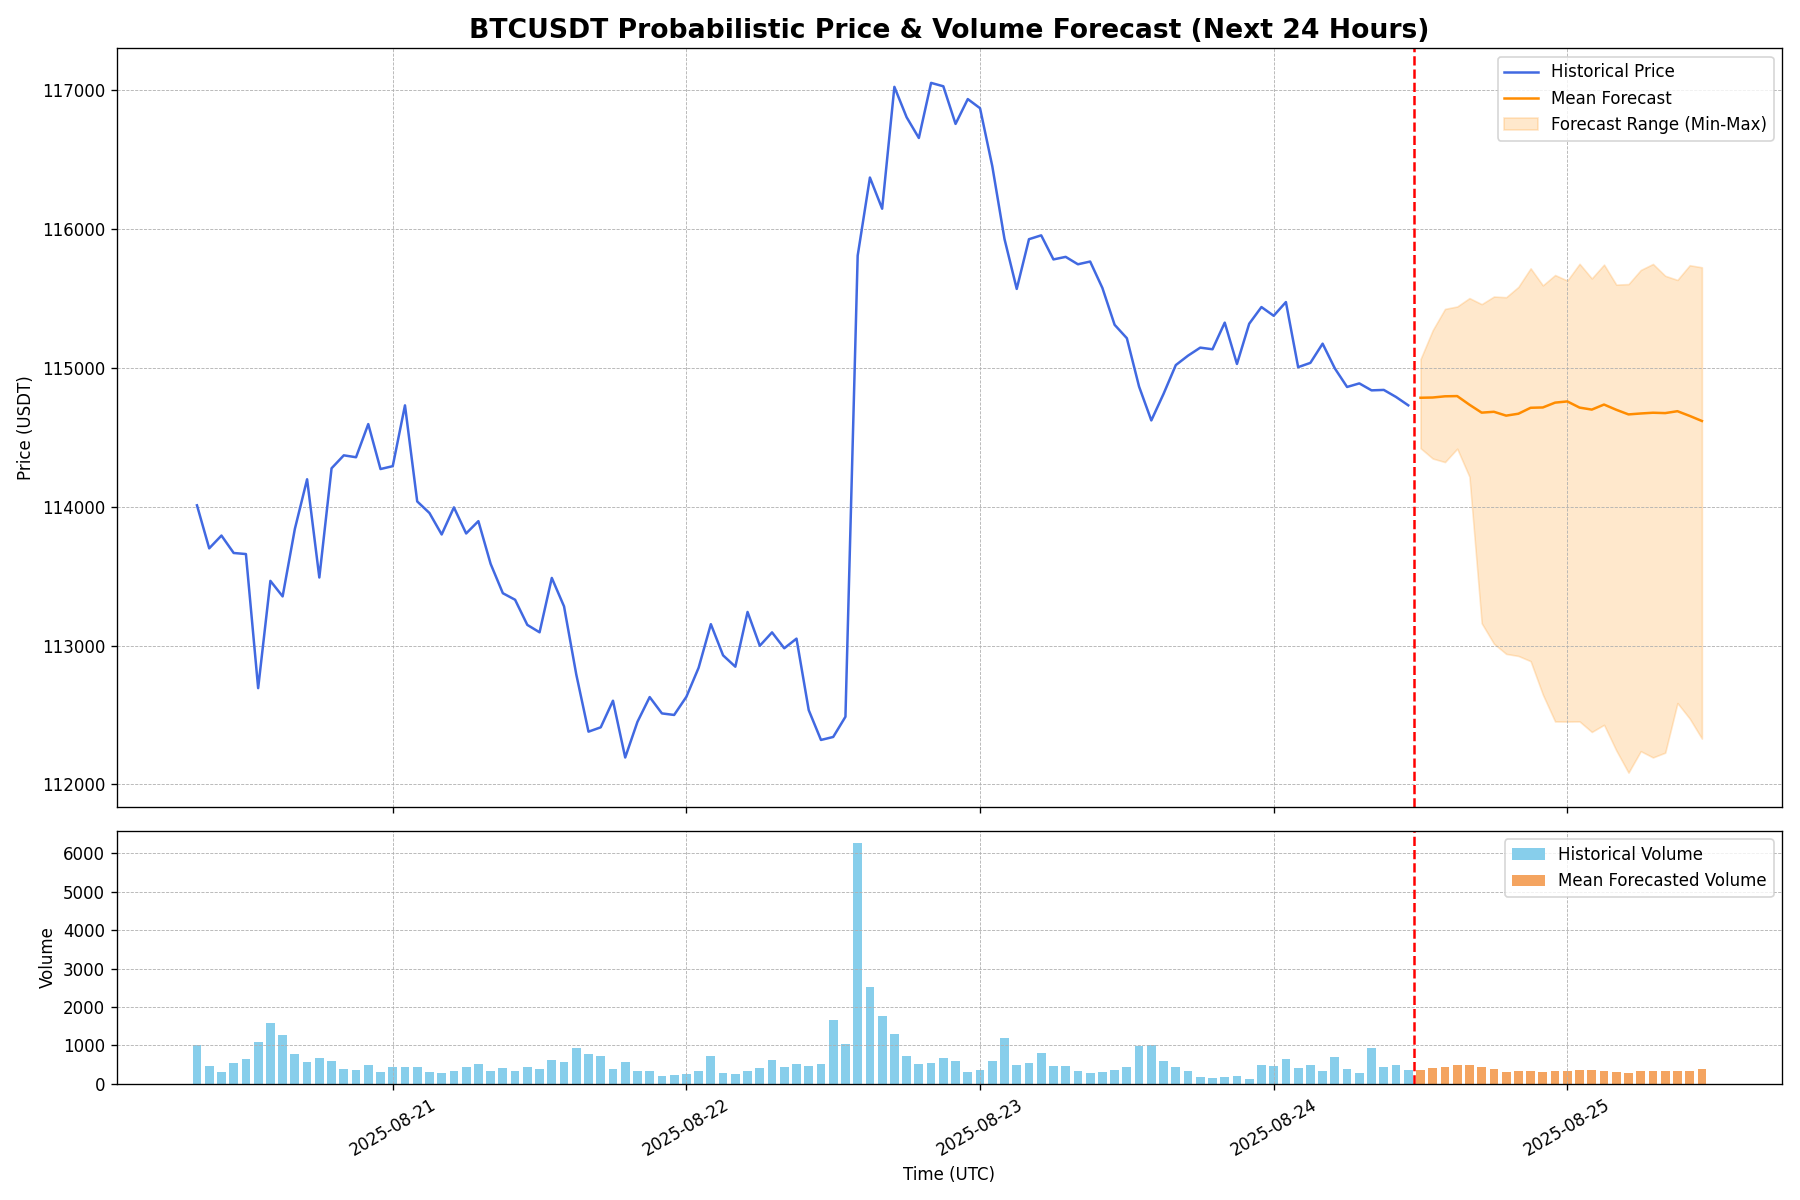 BTCUSDT Probabilistic Price & Volume Forecast (Next 24 Hours)
Historical Price
Mean Forecast
Forecast Range (Min-Max)
Price (USDT)
117000
116000
115000
114000
113000
112000
Historical Volume
Mean Forecasted Volume
Volume
6000
5000
4000
3000
2000
1000
0
2025-08-21
2025-08-22
2025-08-23
2025-08-24
2025-08-25
Time (UTC)